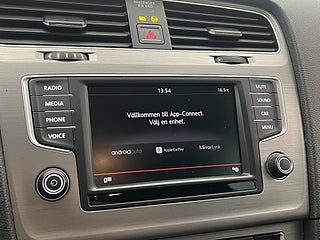 PASSENGER
AIR BAG
RADIO
MEDIA
PHONE
VOICE
13:54
16.5°c
Välkommen till App-Connect.
Välj en enhet.
androidauto
Apple CarPlay
MirrorLink
MUTE
SOUND
CAR
MENU